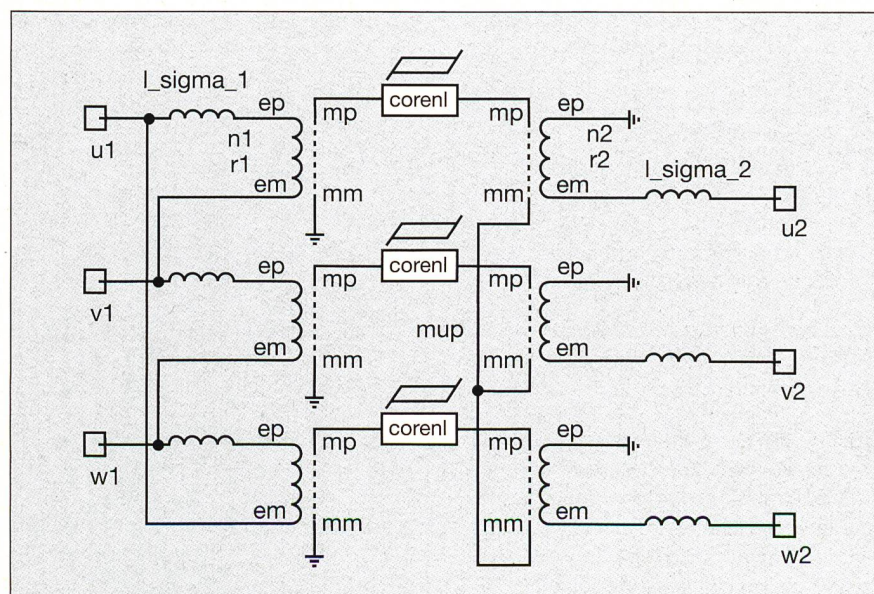 l_sigma_1
ep
mp
corenl
mp
ep
u1
n1
r1
n2
r2
l_sigma_2
em
mm
mm
em
u2
ep
mp
corenl
mp
ep
v1
mup
em
mm
mm
em
v2
ep
mp
corenl
mp
ep
w1
em
mm
mm
em
w2